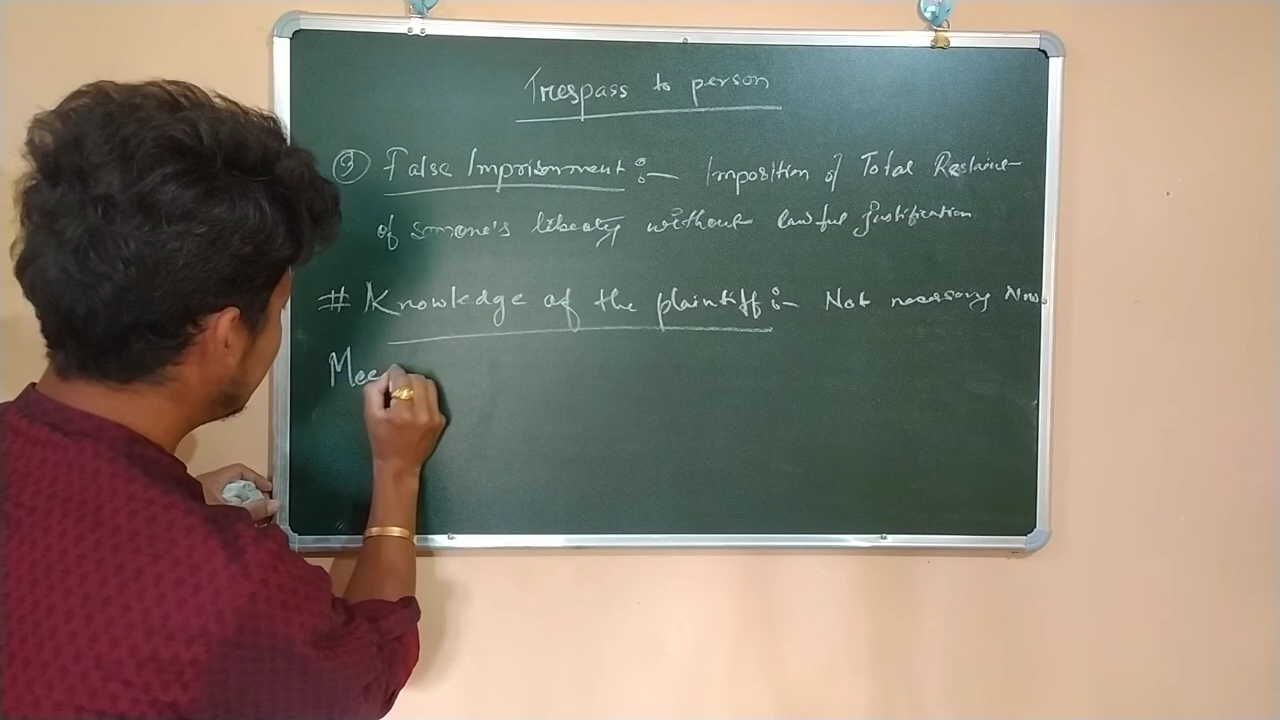 Trespass to person
③ False Imprisonment :- Imposition of Total Restraint
of somone's liberty without lawful justification
# Knowledge of the plaintiff :- Not necessary Now.
Mee